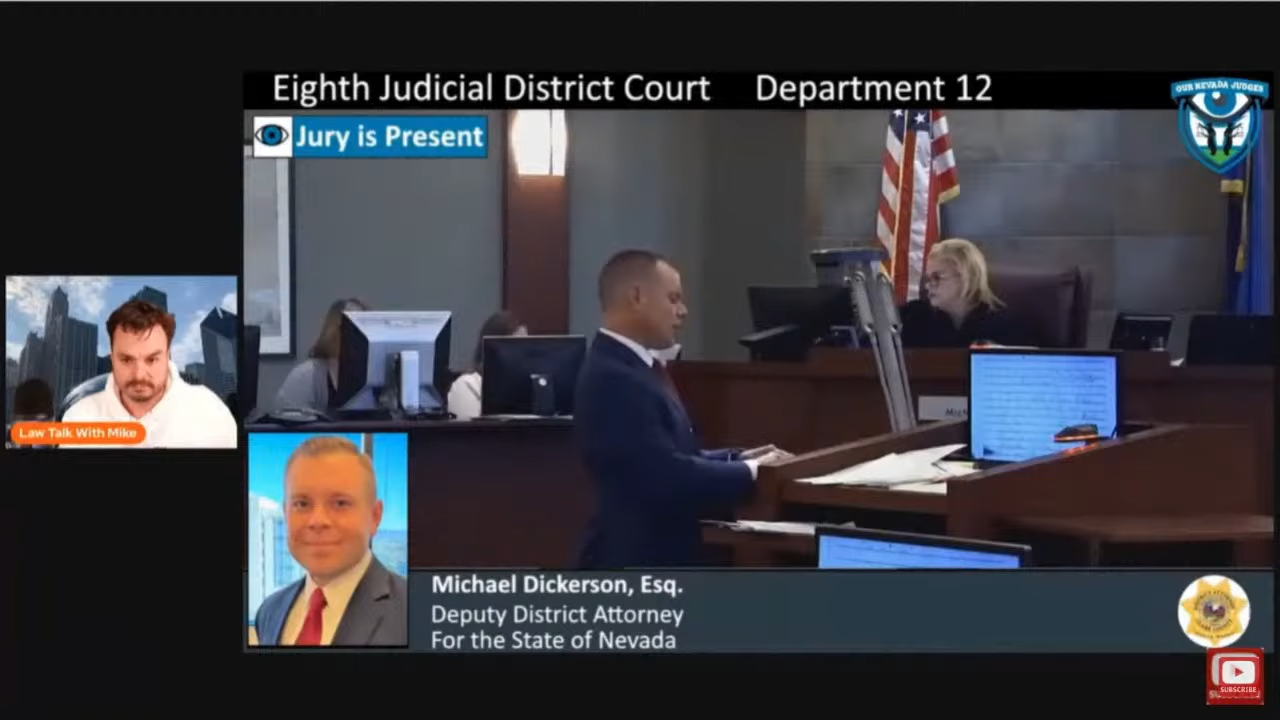 Eighth Judicial District Court Department 12
OUR NEVADA JUDGES
Jury is Present
Law Talk With Mike
Mich
Michael Dickerson, Esq.
Deputy District Attorney
For the State of Nevada
SUBSCRIBE